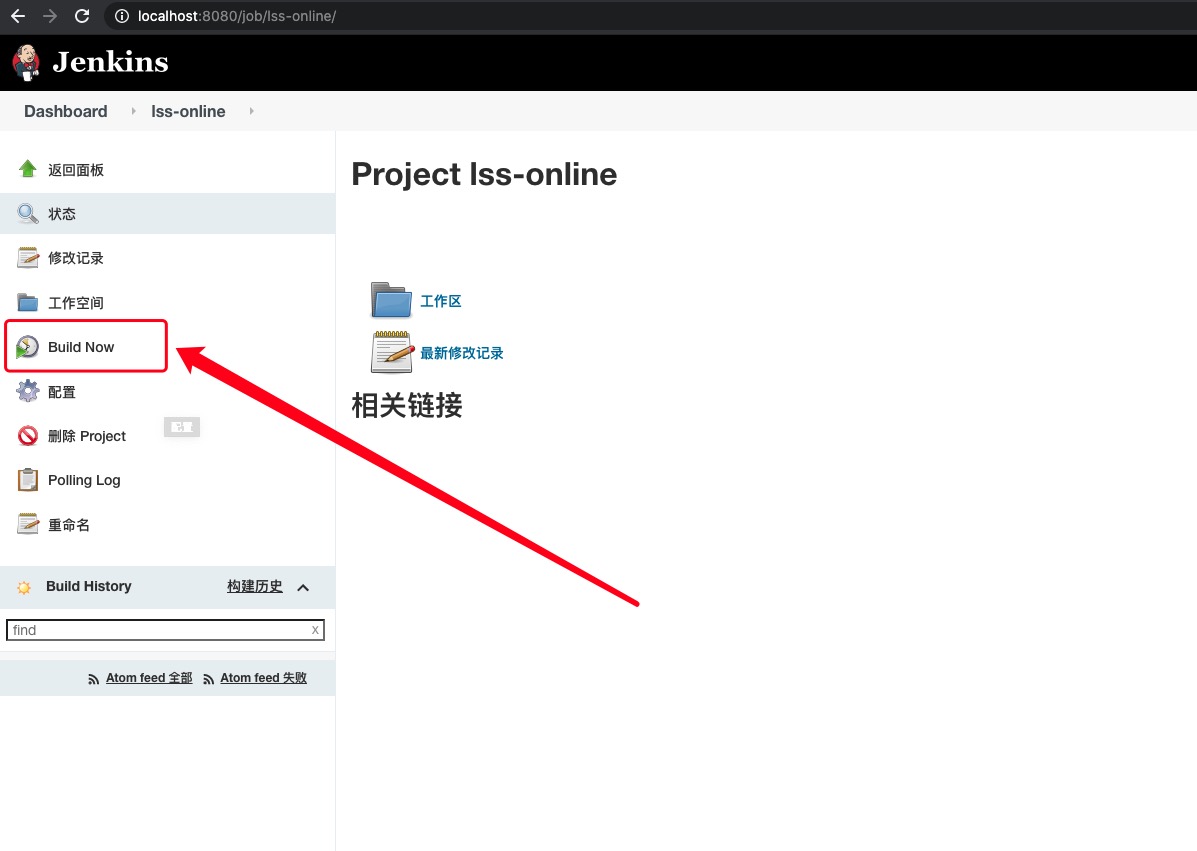 localhost:8080/job/lss-online/
Jenkins
Dashboard
lss-online
返回面板
状态
修改记录
工作空间
Build Now
配置
删除 Project
Polling Log
重命名
Build History
构建历史
find
x
Atom feed 全部
Atom feed 失败
Project lss-online
工作区
最新修改记录
相关链接